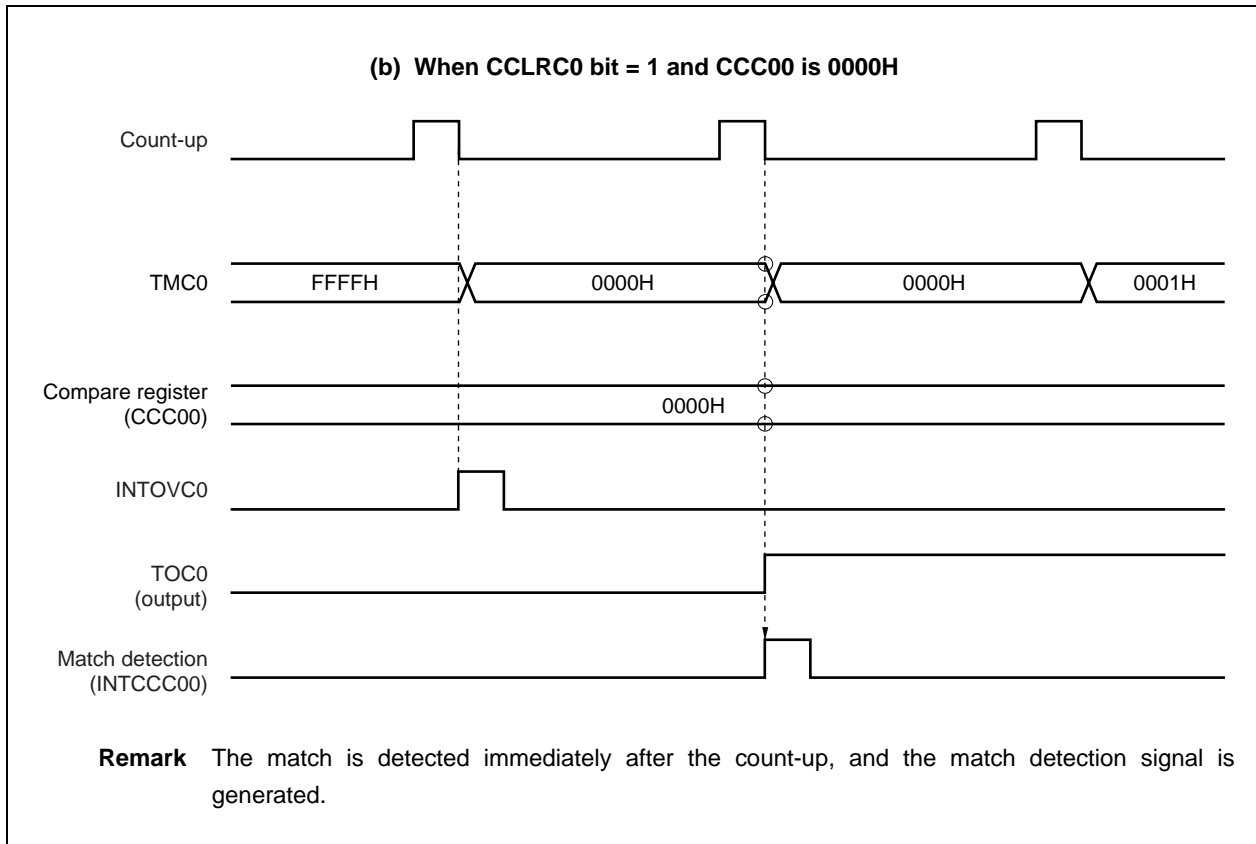 (b) When CCLRC0 bit = 1 and CCC00 is 0000H
Count-up
TMC0
FFFFH
0000H
0000H
0001H
Compare register
(CCC00)
0000H
INTOVC0
TOC0
(output)
Match detection
(INTCCC00)
Remark The match is detected immediately after the count-up, and the match detection signal is
generated.